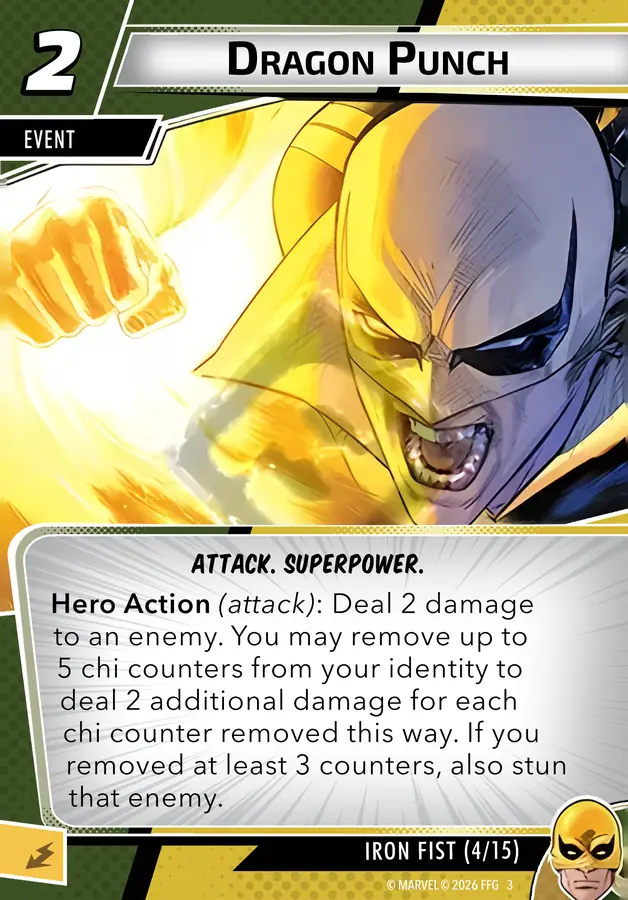 2
DRAGON PUNCH
EVENT
ATTACK. SUPERPOWER.
Hero Action (attack): Deal 2 damage
to an enemy. You may remove up to
5 chi counters from your identity to
deal 2 additional damage for each
chi counter removed this way. If you
removed at least 3 counters, also stun
that enemy.
IRON FIST (4/15)
© MARVEL © 2026 FFG 3